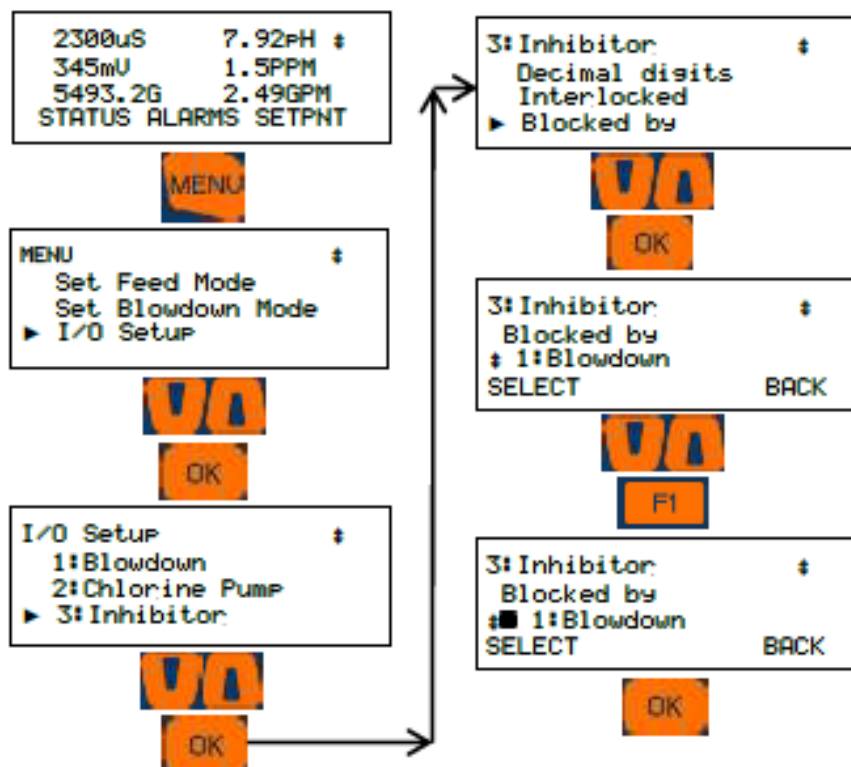 2300uS 7.92pH ↕
345mV 1.5PPM
5493.2G 2.49GPM
STATUS ALARMS SETPNT
MENU
MENU ↕
Set Feed Mode
Set Blowdown Mode
► I/O Setup
OK
I/O Setup ↕
1:Blowdown
2:Chlorine Pump
► 3:Inhibitor
OK
3:Inhibitor ↕
Decimal digits
Interlocked
► Blocked by
OK
3:Inhibitor ↕
Blocked by
↕ 1:Blowdown
SELECT BACK
F1
3:Inhibitor ↕
Blocked by
↕■ 1:Blowdown
SELECT BACK
OK